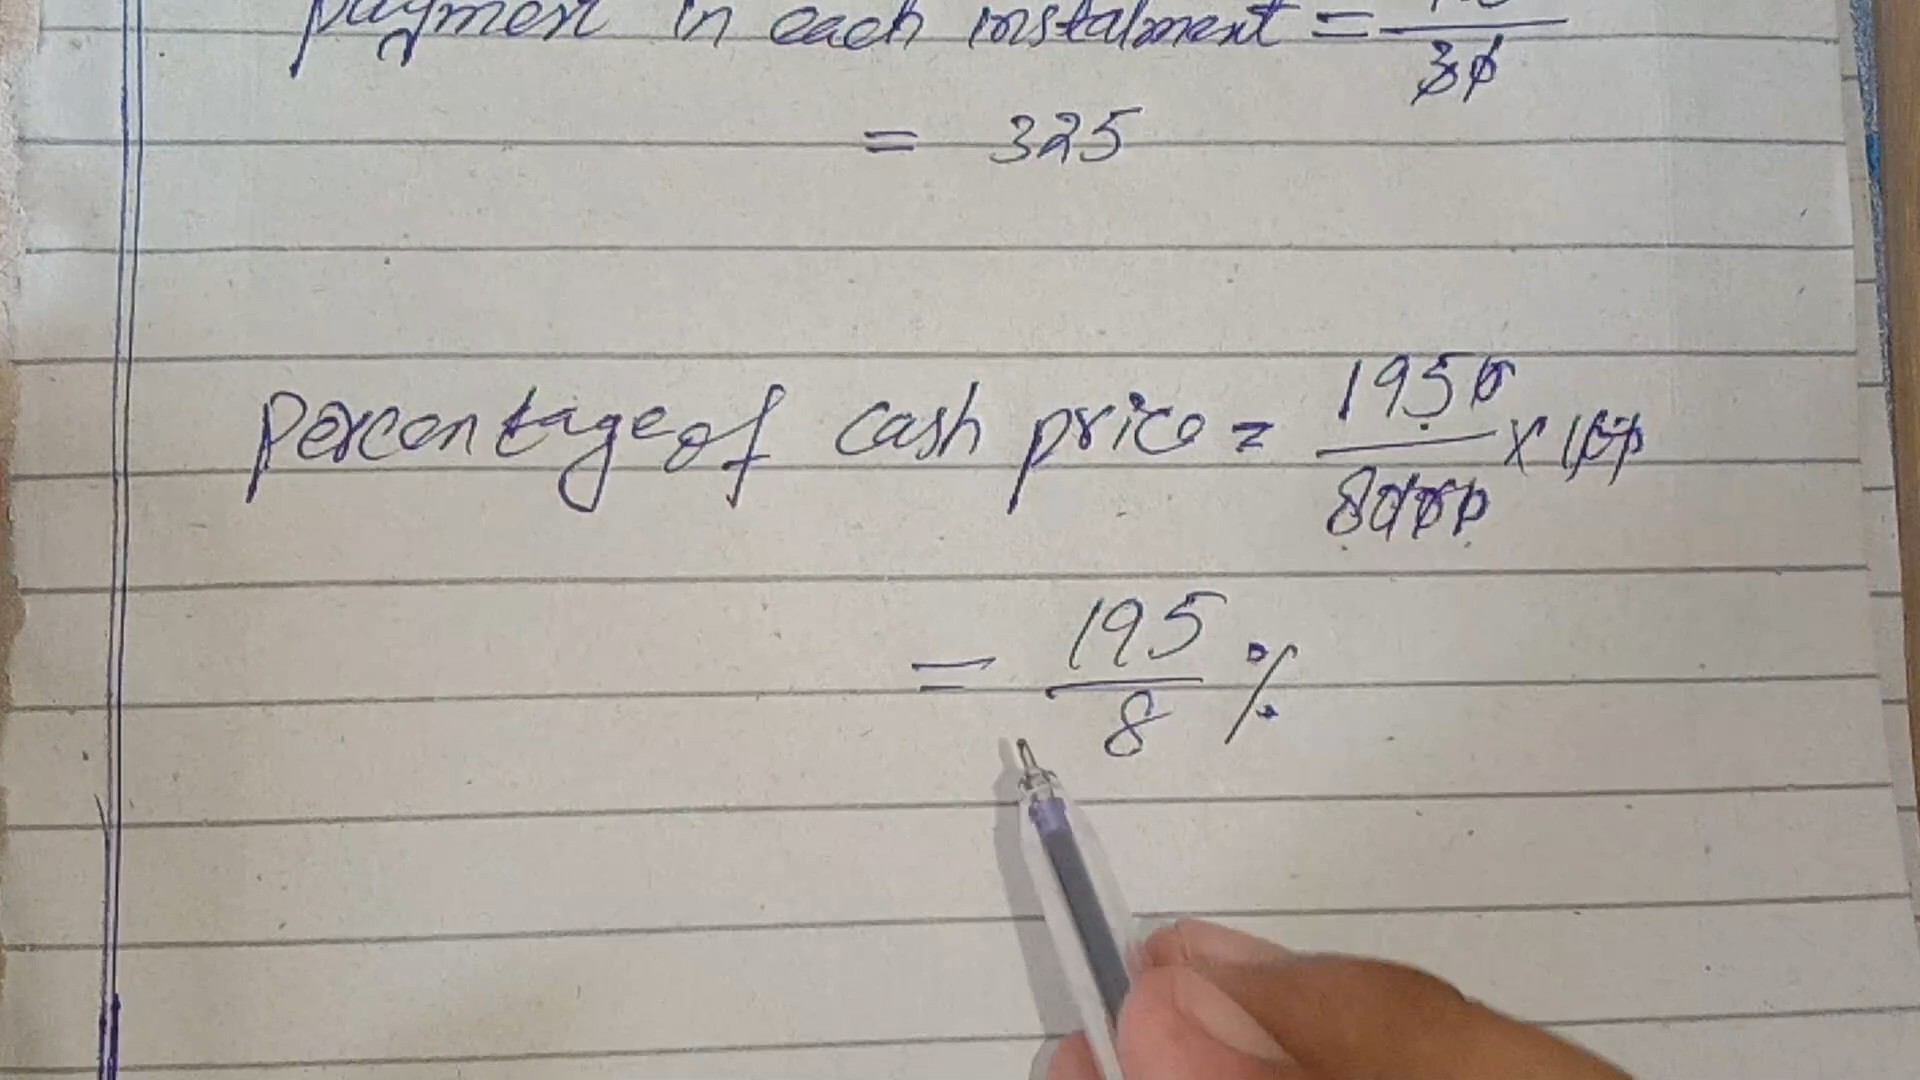 payment in each instalment =
30
= 325
Percentage of cash price = 1950/8000 × 100
= 195/8 %